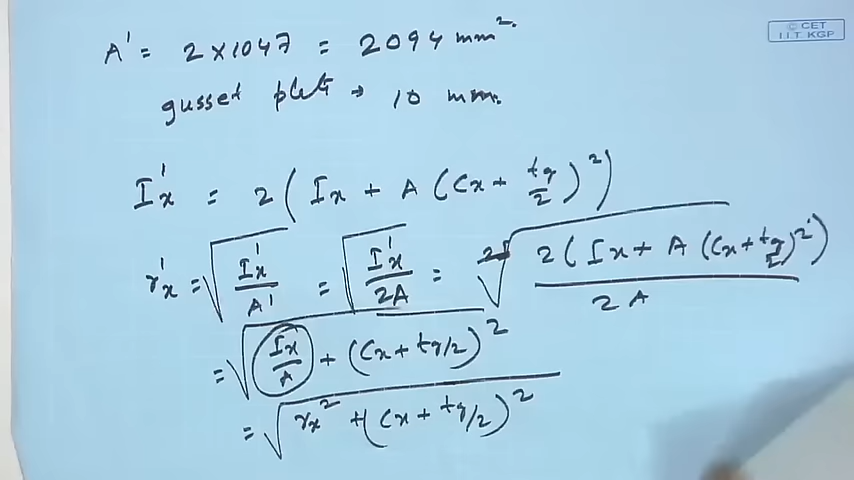 © CET
I.I.T. KGP
A' = 2 × 1047 = 2094 mm².
gusset plate → 10 mm.
I'x = 2 ( Ix + A ( Cx + tg/2 )² )
r'x = √(I'x / A') = √(I'x / 2A) = √(2 ( Ix + A ( Cx + tg/2 )² ) / 2A)
= √(Ix/A + ( Cx + tg/2 )²)
= √(rx² + ( Cx + tg/2 )²)